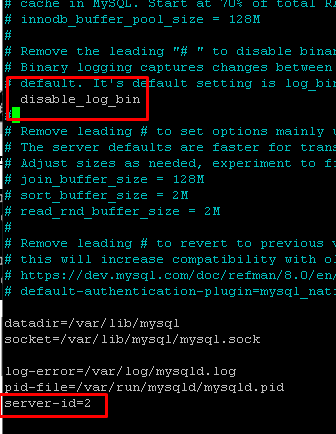 # cache in MySQL. Start at 70% of total RA
# innodb_buffer_pool_size = 128M
#
# Remove the leading "# " to disable binar
# Binary logging captures changes between
# default. It's default setting is log_bin
disable_log_bin
#
# Remove leading # to set options mainly u
# The server defaults are faster for trans
# Adjust sizes as needed, experiment to fi
# join_buffer_size = 128M
# sort_buffer_size = 2M
# read_rnd_buffer_size = 2M
#
# Remove leading # to revert to previous v
# this will increase compatibility with ol
# https://dev.mysql.com/doc/refman/8.0/en/
# default-authentication-plugin=mysql_nati
datadir=/var/lib/mysql
socket=/var/lib/mysql/mysql.sock
log-error=/var/log/mysqld.log
pid-file=/var/run/mysqld/mysqld.pid
server-id=2